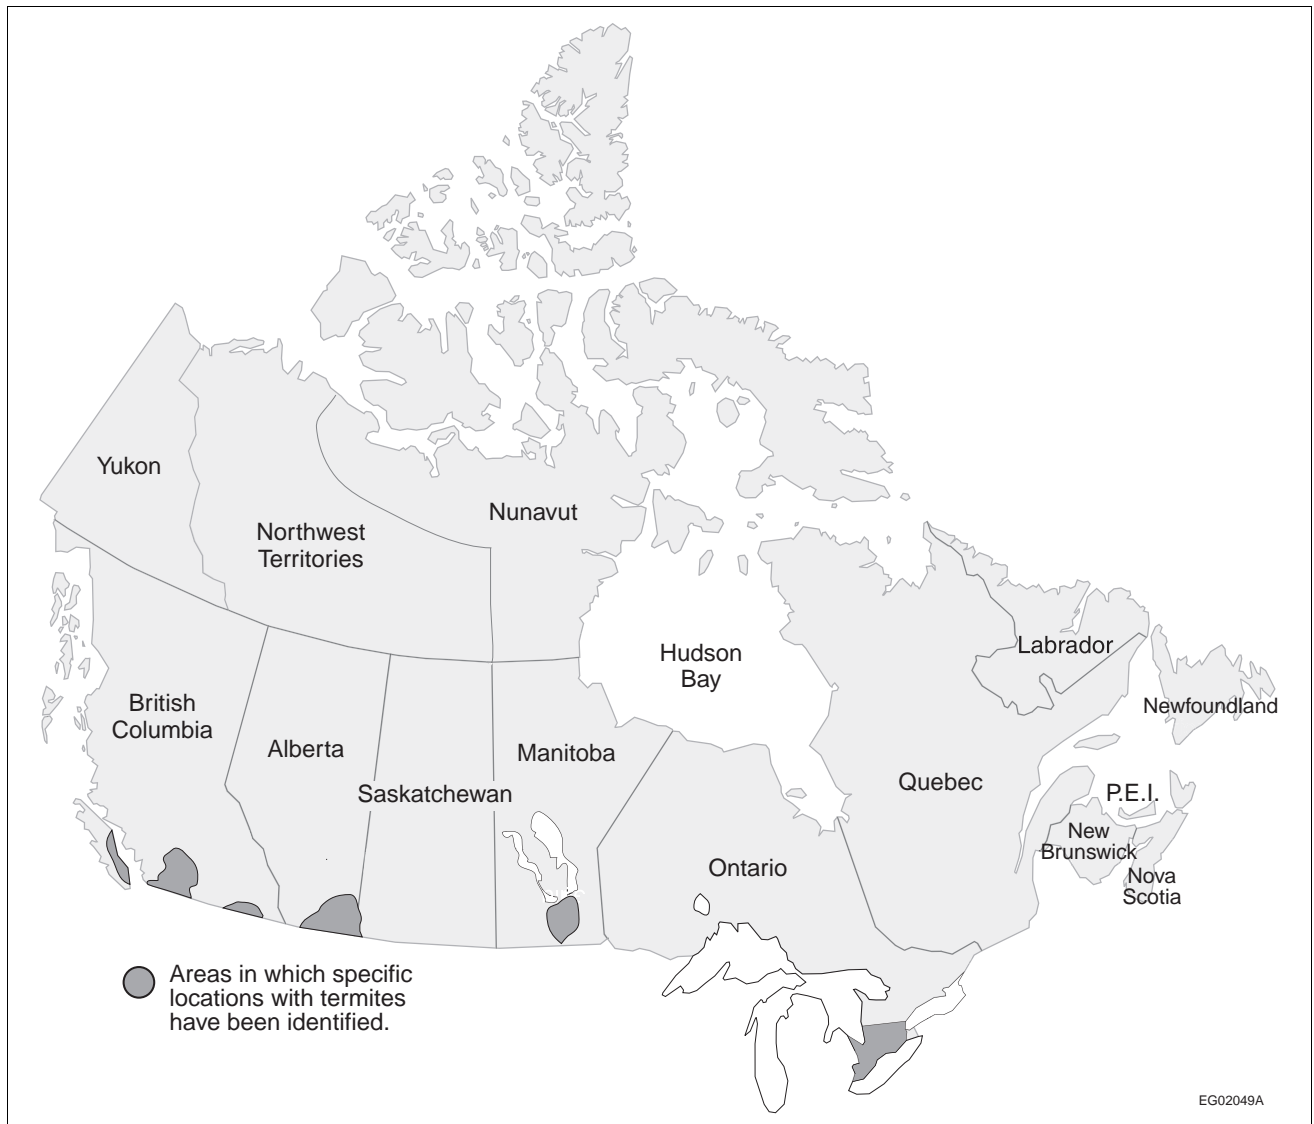 Yukon
Northwest
Territories
Nunavut
Hudson
Bay
Labrador
Newfoundland
British
Columbia
Alberta
Saskatchewan
Manitoba
Ontario
Quebec
P.E.I.
New
Brunswick
Nova
Scotia
Areas in which specific
locations with termites
have been identified.
EG02049A